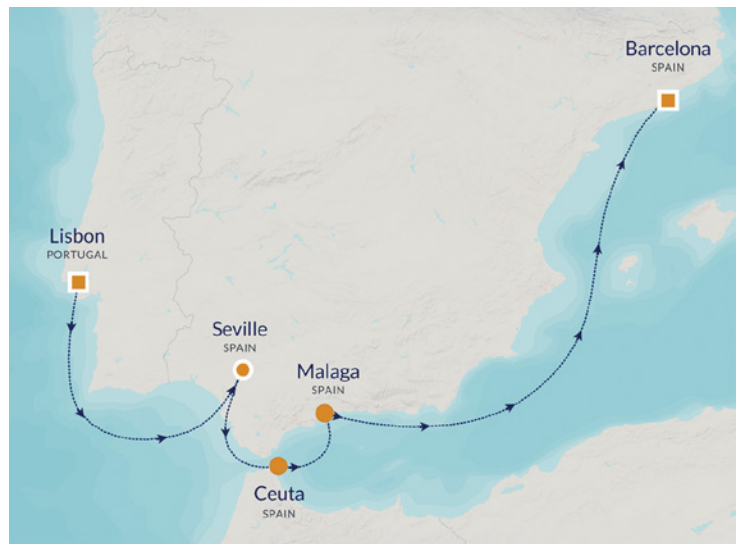 Barcelona
SPAIN
Lisbon
PORTUGAL
Seville
SPAIN
Malaga
SPAIN
Ceuta
SPAIN